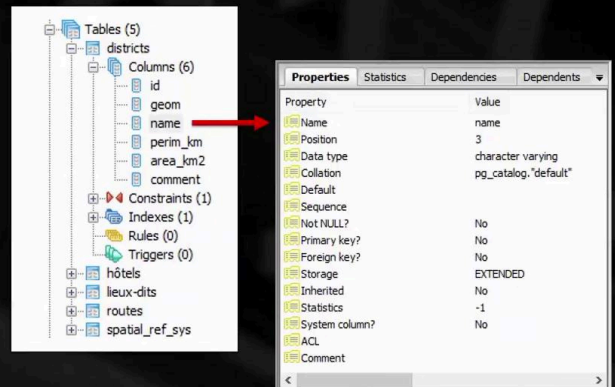 Tables (5)
districts
Columns (6)
id
geom
name
perim_km
area_km2
comment
Constraints (1)
Indexes (1)
Rules (0)
Triggers (0)
hôtels
lieux-dits
routes
spatial_ref_sys
Properties Statistics Dependencies Dependents
Property Value
Name name
Position 3
Data type character varying
Collation pg_catalog."default"
Default
Sequence
Not NULL? No
Primary key? No
Foreign key? No
Storage EXTENDED
Inherited No
Statistics -1
System column? No
ACL
Comment